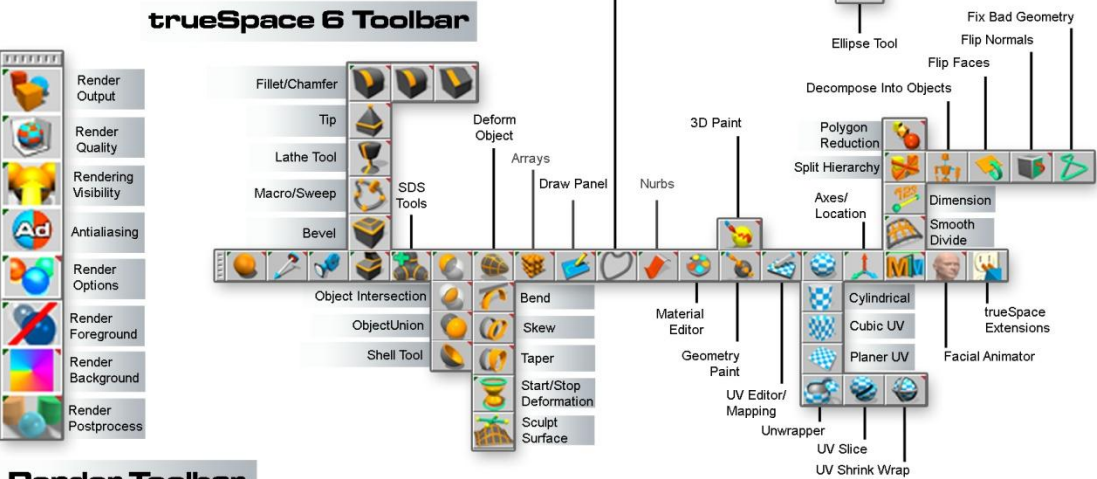 trueSpace 6 Toolbar
Fix Bad Geometry
Flip Normals
Ellipse Tool
Flip Faces
Decompose Into Objects
Render
Output
Render
Quality
Rendering
Visibility
Ad
Antialiasing
Render
Options
Render
Foreground
Render
Background
Render
Postprocess
Fillet/Chamfer
Tip
Lathe Tool
Macro/Sweep
Bevel
SDS
Tools
Deform
Object
Arrays
Draw Panel
Nurbs
3D Paint
Polygon
Reduction
Split Hierarchy
Axes/
Location
Dimension
Smooth
Divide
Object Intersection
ObjectUnion
Shell Tool
Bend
Skew
Taper
Start/Stop
Deformation
Sculpt
Surface
Material
Editor
Geometry
Paint
UV Editor/
Mapping
Unwrapper
UV Slice
UV Shrink Wrap
Cylindrical
Cubic UV
Planer UV
Facial Animator
trueSpace
Extensions
Render Toolbar